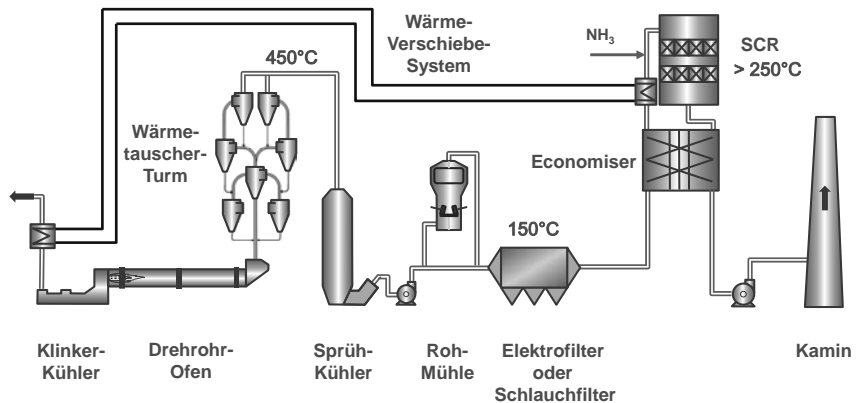 Wärme-
Verschiebe-
System
NH3
SCR
> 250°C
450°C
Wärme-
tauscher-
Turm
Economiser
150°C
Klinker-
Kühler
Drehrohr-
Ofen
Sprüh-
Kühler
Roh-
Mühle
Elektrofilter
oder
Schlauchfilter
Kamin